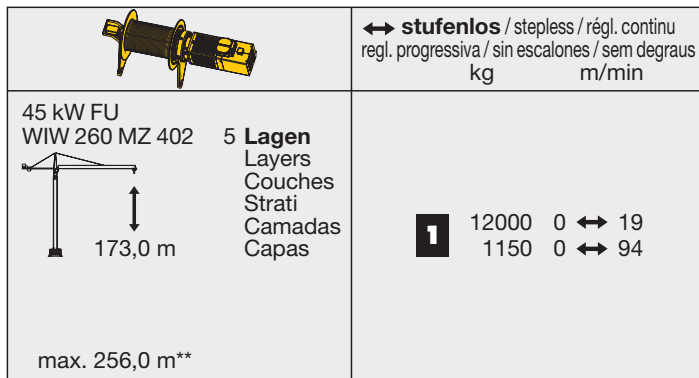 ↔ stufenlos / stepless / régl. continu
regl. progressiva / sin escalones / sem degraus
kg m/min
45 kW FU
WIW 260 MZ 402 5 Lagen
Layers
Couches
Strati
Camadas
173,0 m Capas
1 12000 0 ↔ 19
1150 0 ↔ 94
max. 256,0 m**